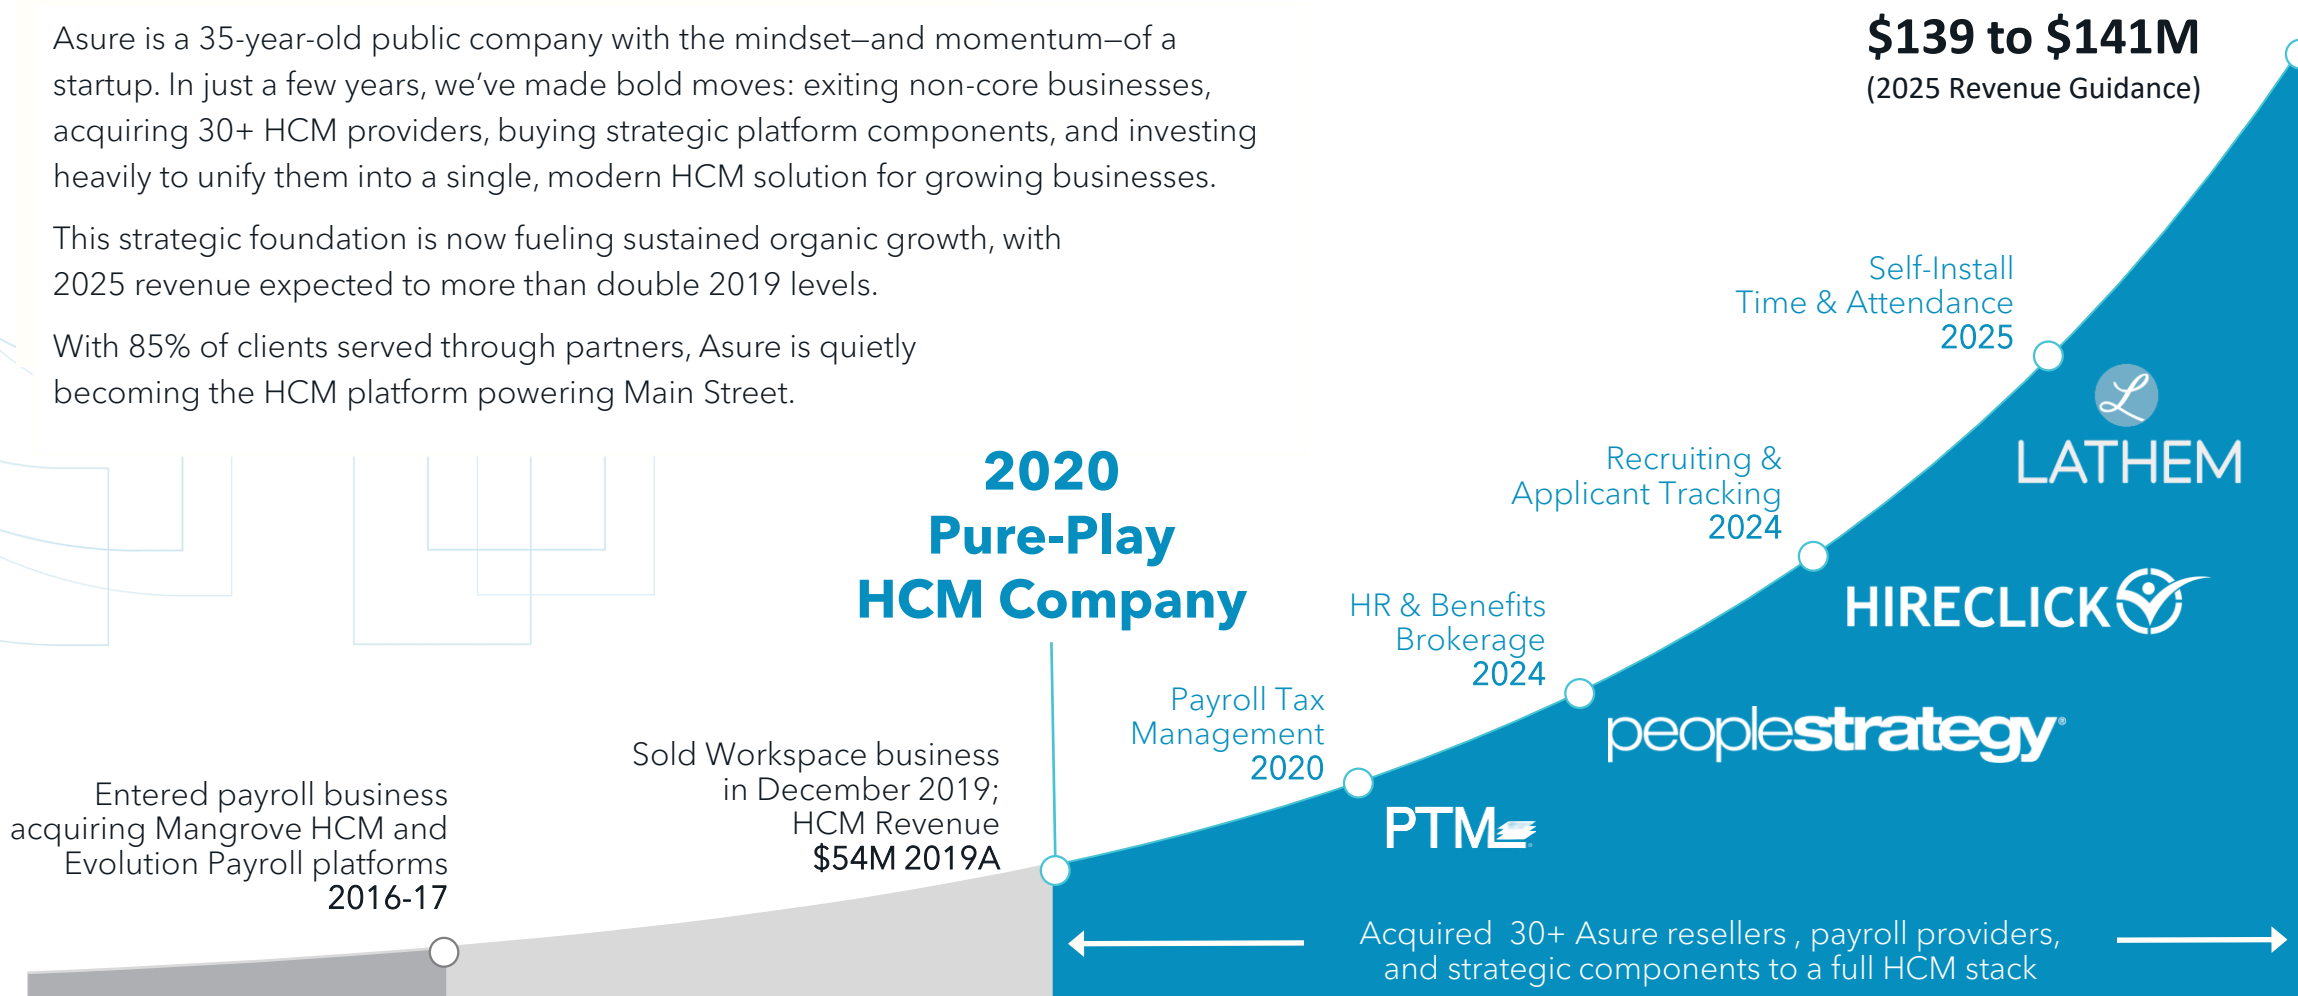 Asure is a 35-year-old public company with the mindset—and momentum—of a
startup. In just a few years, we’ve made bold moves: exiting non-core businesses,
acquiring 30+ HCM providers, buying strategic platform components, and investing
heavily to unify them into a single, modern HCM solution for growing businesses.
This strategic foundation is now fueling sustained organic growth, with
2025 revenue expected to more than double 2019 levels.
With 85% of clients served through partners, Asure is quietly
becoming the HCM platform powering Main Street.
$139 to $141M
(2025 Revenue Guidance)
Self-Install
Time & Attendance
2025
L
LATHEM
Recruiting &
Applicant Tracking
2024
HIRECLICK
2020
Pure-Play
HCM Company
HR & Benefits
Brokerage
2024
peoplestrategy®
Payroll Tax
Management
2020
PTM
Sold Workspace business
in December 2019;
HCM Revenue
$54M 2019A
Entered payroll business
acquiring Mangrove HCM and
Evolution Payroll platforms
2016-17
Acquired 30+ Asure resellers , payroll providers,
and strategic components to a full HCM stack